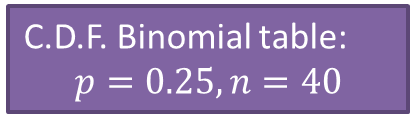 C.D.F. Binomial table:
p = 0.25, n = 40